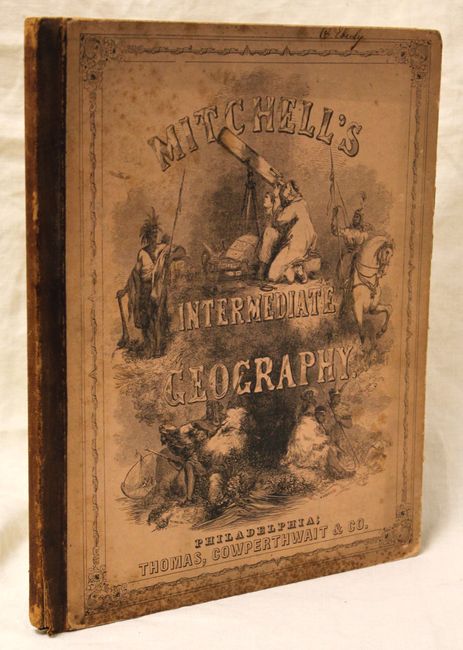 MITCHELL'S
INTERMEDIATE
GEOGRAPHY.
PHILADELPHIA:
THOMAS, COWPERTHWAIT & CO.